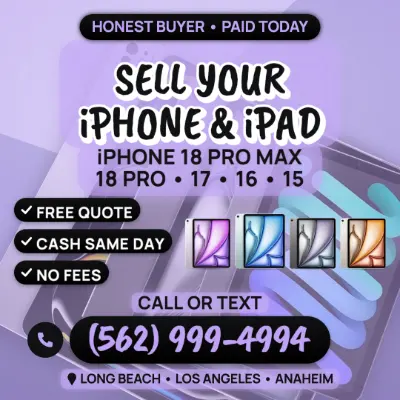 HONEST BUYER • PAID TODAY
SELL YOUR
iPHONE & iPAD
iPHONE 18 PRO MAX
18 PRO • 17 • 16 • 15
FREE QUOTE
CASH SAME DAY
NO FEES
CALL OR TEXT
(562) 999-4994
LONG BEACH • LOS ANGELES • ANAHEIM